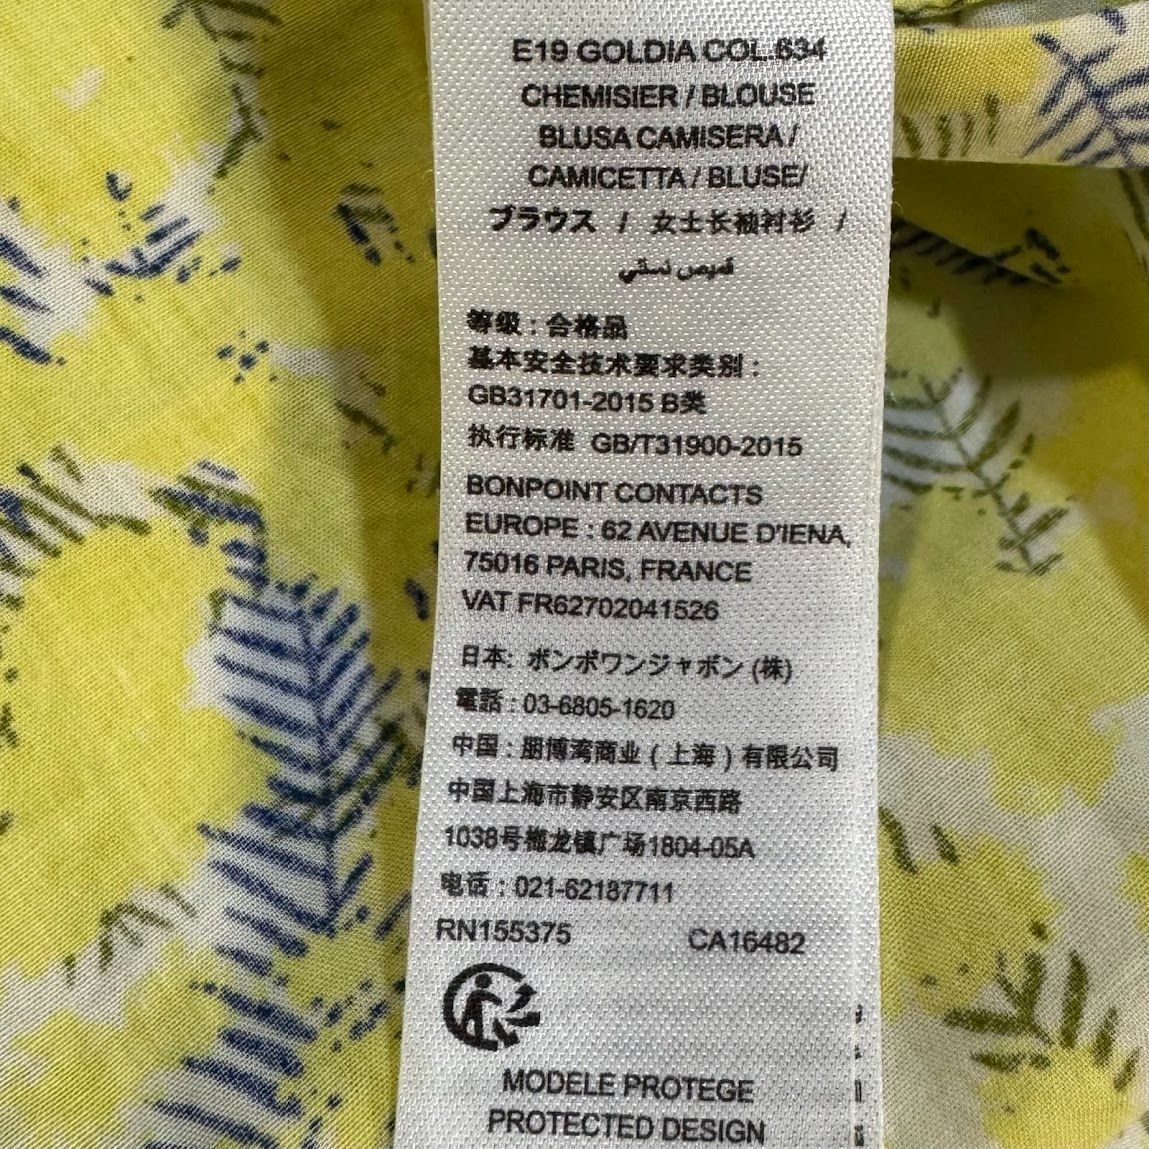 E19 GOLDIA COL.634
CHEMISIER / BLOUSE
BLUSA CAMISERA /
CAMICETTA / BLUSE/
ブラウス / 女士长袖衬衫 /
قميص نسائي
等级 : 合格品
基本安全技术要求类别 :
GB31701-2015 B类
执行标准 GB/T31900-2015
BONPOINT CONTACTS
EUROPE : 62 AVENUE D'IENA,
75016 PARIS, FRANCE
VAT FR62702041526
日本: ボンポワンジャポン (株)
電話 : 03-6805-1620
中国 : 朋博湾商业 ( 上海 ) 有限公司
中国上海市静安区南京西路
1038号梅龙镇广场1804-05A
电话 : 021-62187711
RN155375 CA16482
MODELE PROTEGE
PROTECTED DESIGN